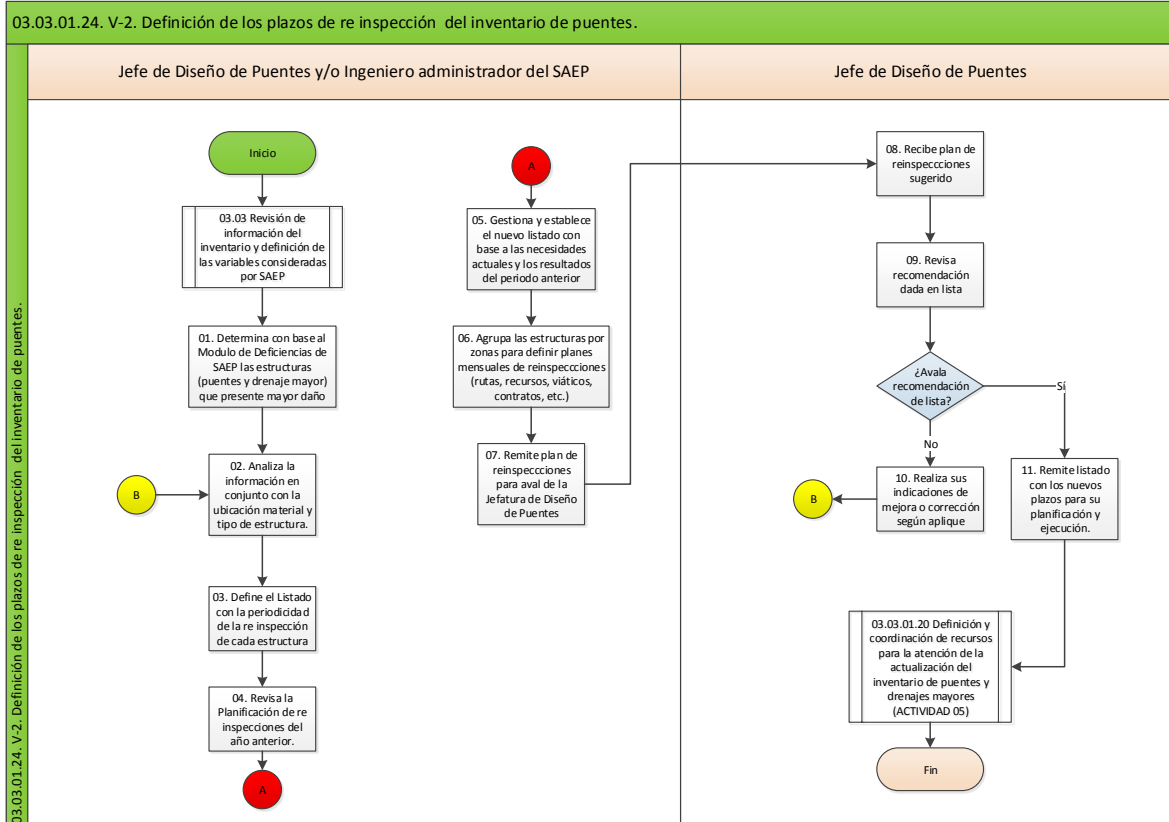 03.03.01.24. V-2. Definición de los plazos de re inspección  del inventario de puentes.
03.03.01.24. V-2. Definición de los plazos de re inspección  del inventario de puentes.
Jefe de Diseño de Puentes y/o Ingeniero administrador del SAEP
Inicio
03.03 Revisión de
información del
inventario y definición de
las variables consideradas
por SAEP
01. Determina con base al
Modulo de Deficiencias de
SAEP las estructuras
(puentes y drenaje mayor)
que presente mayor daño
B
02. Analiza la
información en
conjunto con la
ubicación material y
tipo de estructura.
03. Define el Listado
con la periodicidad
de la re inspección
de cada estructura
04. Revisa la
Planificación de re
inspecciones del
año anterior.
A
A
05. Gestiona y establece
el nuevo listado con
base a las necesidades
actuales y los resultados
del periodo anterior
06. Agrupa las estructuras por
zonas para definir planes
mensuales de reinspeccciones
(rutas, recursos, viáticos,
contratos, etc.)
07. Remite plan de
reinspeccciones
para aval de la
Jefatura de Diseño
de Puentes
Jefe de Diseño de Puentes
08. Recibe plan de
reinspeccciones
sugerido
09. Revisa
recomendación
dada en lista
¿Avala
recomendación
de lista?
Sí
No
10. Realiza sus
indicaciones de
mejora o corrección
según aplique
B
11. Remite listado
con los nuevos
plazos para su
planificación y
ejecución.
03.03.01.20 Definición y
coordinación de recursos
para la atención de la
actualización del
inventario de puentes y
drenajes mayores
(ACTIVIDAD 05)
Fin